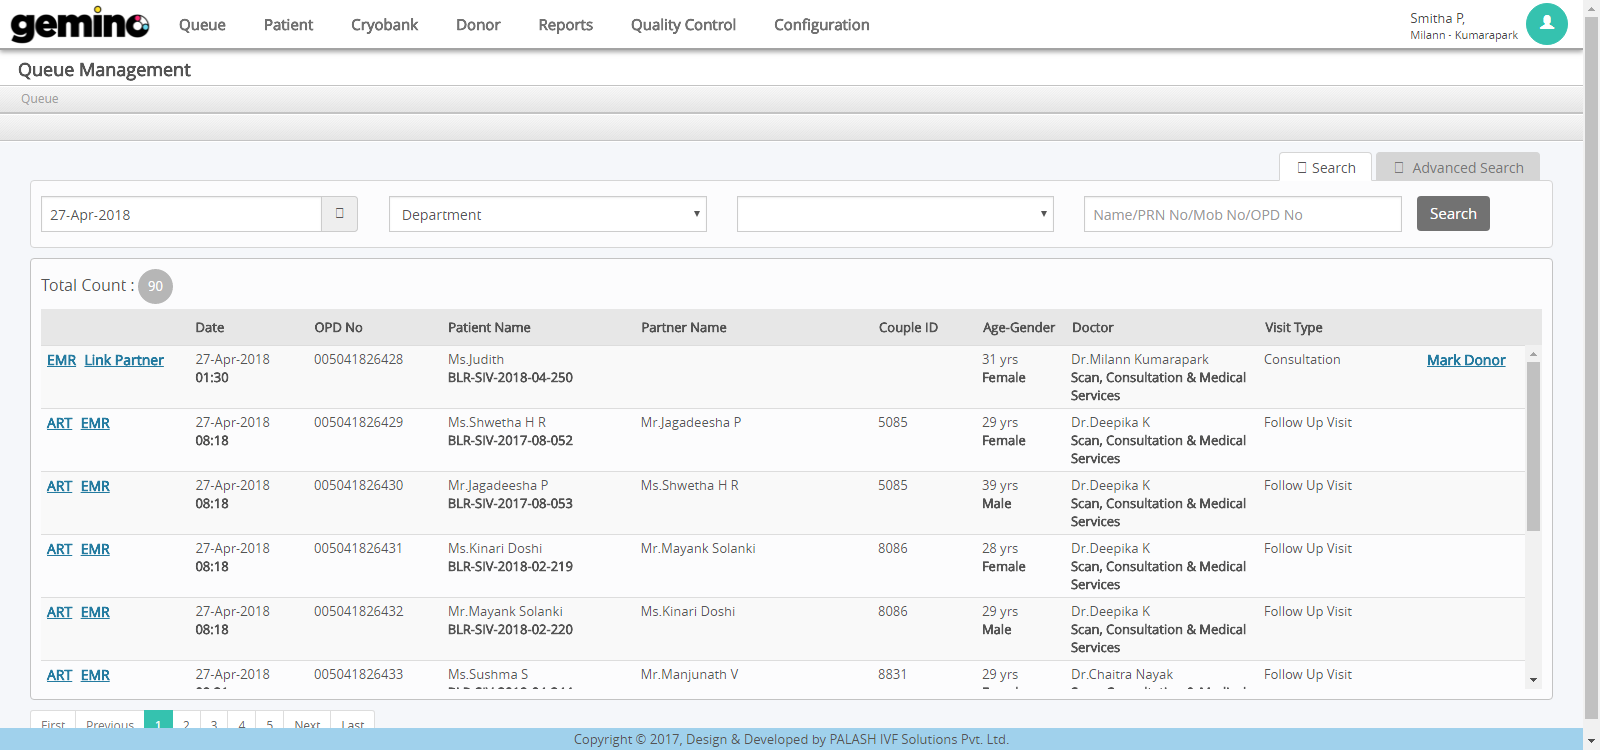 gemino Queue Patient Cryobank Donor Reports Quality Control Configuration
Smitha P,
Milann - Kumarapark
Queue Management
Queue
Search Advanced Search
27-Apr-2018 Department Name/PRN No/Mob No/OPD No Search
Total Count : 90
Date OPD No Patient Name Partner Name Couple ID Age-Gender Doctor Visit Type
EMR Link Partner 27-Apr-2018 005041826428 Ms.Judith 31 yrs Dr.Milann Kumarapark Consultation Mark Donor
01:30 BLR-SIV-2018-04-250 Female Scan, Consultation & Medical
Services
ART EMR 27-Apr-2018 005041826429 Ms.Shwetha H R Mr.Jagadeesha P 5085 29 yrs Dr.Deepika K Follow Up Visit
08:18 BLR-SIV-2017-08-052 Female Scan, Consultation & Medical
Services
ART EMR 27-Apr-2018 005041826430 Mr.Jagadeesha P Ms.Shwetha H R 5085 39 yrs Dr.Deepika K Follow Up Visit
08:18 BLR-SIV-2017-08-053 Male Scan, Consultation & Medical
Services
ART EMR 27-Apr-2018 005041826431 Ms.Kinari Doshi Mr.Mayank Solanki 8086 28 yrs Dr.Deepika K Follow Up Visit
08:18 BLR-SIV-2018-02-219 Female Scan, Consultation & Medical
Services
ART EMR 27-Apr-2018 005041826432 Mr.Mayank Solanki Ms.Kinari Doshi 8086 29 yrs Dr.Deepika K Follow Up Visit
08:18 BLR-SIV-2018-02-220 Male Scan, Consultation & Medical
Services
ART EMR 27-Apr-2018 005041826433 Ms.Sushma S Mr.Manjunath V 8831 29 yrs Dr.Chaitra Nayak Follow Up Visit
First Previous 1 2 3 4 5 Next Last
Copyright © 2017, Design & Developed by PALASH IVF Solutions Pvt. Ltd.